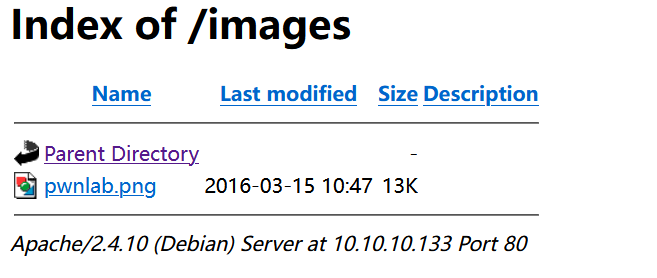 Index of /images
Name Last modified Size Description
Parent Directory -
pwnlab.png 2016-03-15 10:47 13K
Apache/2.4.10 (Debian) Server at 10.10.10.133 Port 80